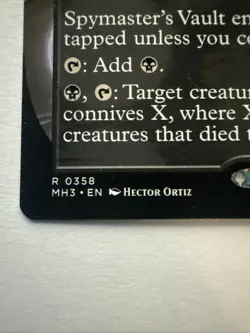 Spymaster's Vault en
tapped unless you co
: Add .
, : Target creatur
connives X, where X
creatures that died t
R 0358
MH3 • EN HECTOR ORTIZ